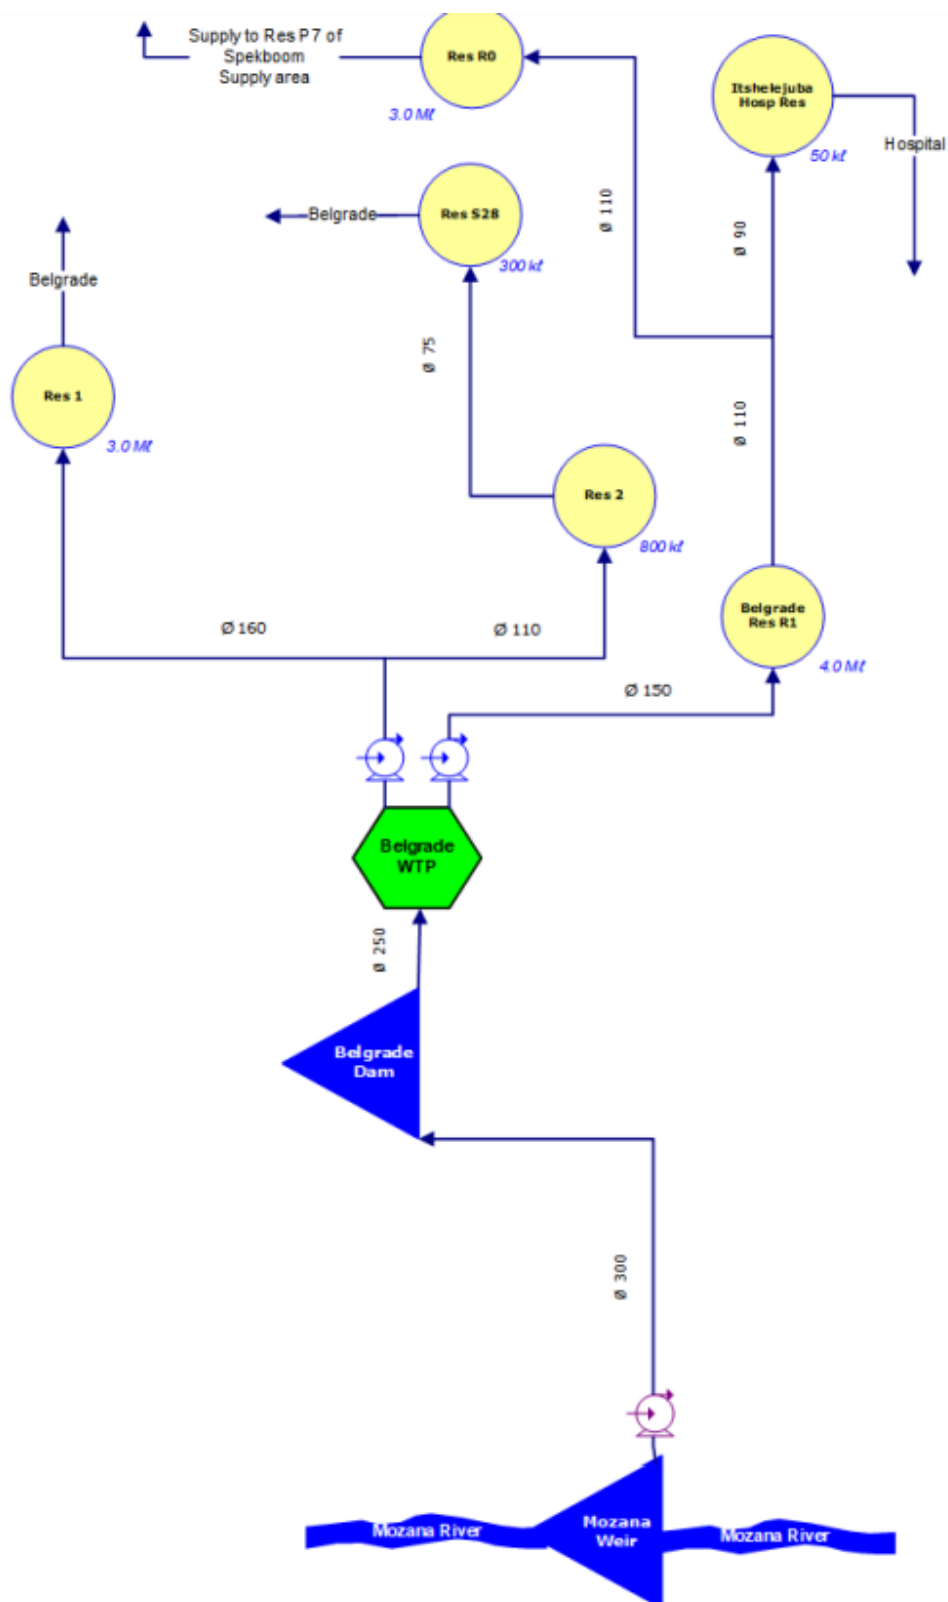 Supply to Res P7 of
Spekboom
Supply area
Res R0
3.0 Mℓ
Itshelejuba
Hosp Res
50 kℓ
Hospital
Ø 110
Ø 90
Belgrade
Res S28
300 kℓ
Belgrade
Ø 75
Res 1
3.0 Mℓ
Ø 110
Res 2
800 kℓ
Belgrade
Res R1
4.0 Mℓ
Ø 160
Ø 110
Ø 150
Belgrade
WTP
Ø 250
Belgrade
Dam
Ø 300
Mozana River
Mozana
Weir
Mozana River